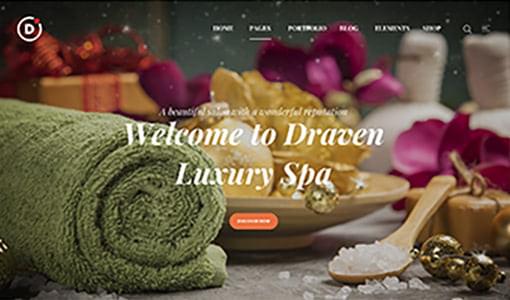 D
HOME PAGES PORTFOLIO BLOG ELEMENTS SHOP
A beautiful salon with a wonderful reputation
Welcome to Draven
Luxury Spa
DISCOVER NOW